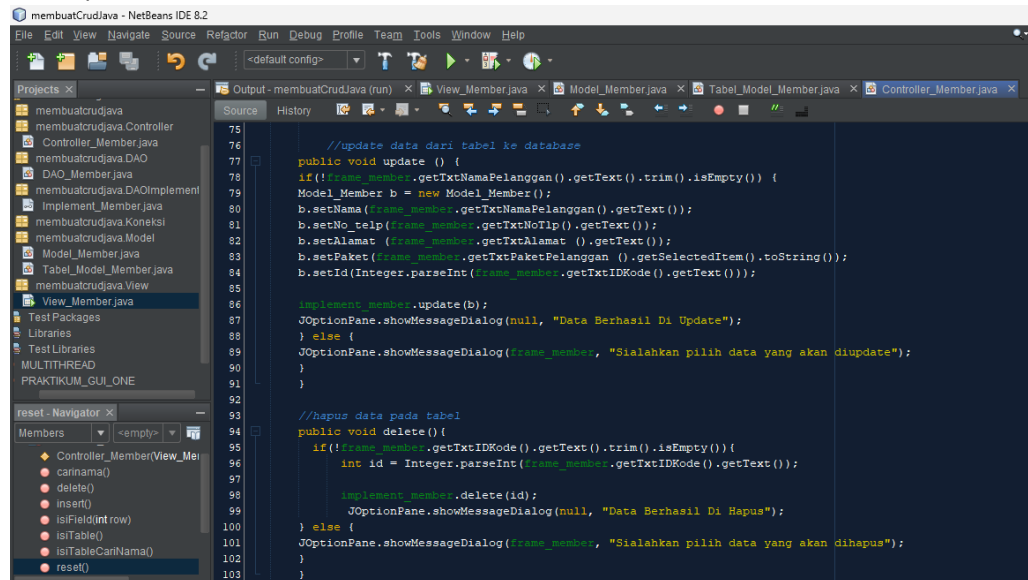 membuatCrudJava - NetBeans IDE 8.2
File Edit View Navigate Source Refactor Run Debug Profile Team Tools Window Help
<default config>
Projects
Output - membuatCrudJava (run) View_Member.java Model_Member.java Tabel_Model_Member.java Controller_Member.java
Source History
membuatcrudjava
membuatcrudjava.Controller
Controller_Member.java
membuatcrudjava.DAO
DAO_Member.java
membuatcrudjava.DAOImplement
Implement_Member.java
membuatcrudjava.Koneksi
membuatcrudjava.Model
Model_Member.java
Tabel_Model_Member.java
membuatcrudjava.View
View_Member.java
Test Packages
Libraries
Test Libraries
MULTITHREAD
PRAKTIKUM_GUI_ONE
reset - Navigator
Members <empty>
Controller_Member(View_Mer
carinama()
delete()
insert()
isiField(int row)
isiTable()
isiTableCariNama()
reset()
75
76 //update data dari tabel ke database
77 public void update () {
78 if(!frame_member.getTxtNamaPelanggan().getText().trim().isEmpty()) {
79 Model_Member b = new Model_Member();
80 b.setNama(frame_member.getTxtNamaPelanggan().getText());
81 b.setNo_telp(frame_member.getTxtNoTlp().getText());
82 b.setAlamat (frame_member.getTxtAlamat ().getText());
83 b.setPaket(frame_member.getTxtPaketPelanggan ().getSelectedItem().toString());
84 b.setId(Integer.parseInt(frame_member.getTxtIDKode().getText()));
85
86 implement_member.update(b);
87 JOptionPane.showMessageDialog(null, "Data Berhasil Di Update");
88 } else {
89 JOptionPane.showMessageDialog(frame_member, "Sialahkan pilih data yang akan diupdate");
90 }
91 }
92
93 //hapus data pada tabel
94 public void delete(){
95 if(!frame_member.getTxtIDKode().getText().trim().isEmpty()){
96 int id = Integer.parseInt(frame_member.getTxtIDKode().getText());
97
98 implement_member.delete(id);
99 JOptionPane.showMessageDialog(null, "Data Berhasil Di Hapus");
100 } else {
101 JOptionPane.showMessageDialog(frame_member, "Sialahkan pilih data yang akan dihapus");
102 }
103 }